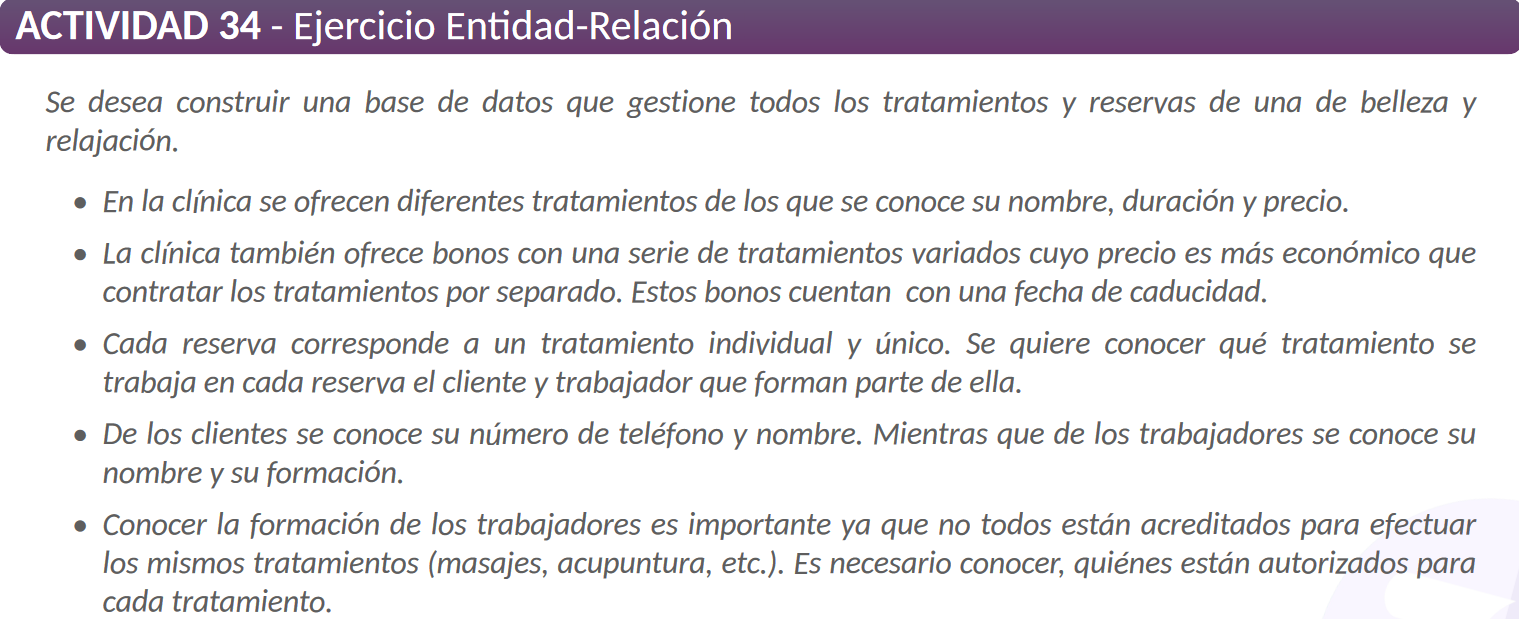 ACTIVIDAD 34 - Ejercicio Entidad-Relación
Se desea construir una base de datos que gestione todos los tratamientos y reservas de una de belleza y
relajación.
• En la clínica se ofrecen diferentes tratamientos de los que se conoce su nombre, duración y precio.
• La clínica también ofrece bonos con una serie de tratamientos variados cuyo precio es más económico que
contratar los tratamientos por separado. Estos bonos cuentan con una fecha de caducidad.
• Cada reserva corresponde a un tratamiento individual y único. Se quiere conocer qué tratamiento se
trabaja en cada reserva el cliente y trabajador que forman parte de ella.
• De los clientes se conoce su número de teléfono y nombre. Mientras que de los trabajadores se conoce su
nombre y su formación.
• Conocer la formación de los trabajadores es importante ya que no todos están acreditados para efectuar
los mismos tratamientos (masajes, acupuntura, etc.). Es necesario conocer, quiénes están autorizados para
cada tratamiento.